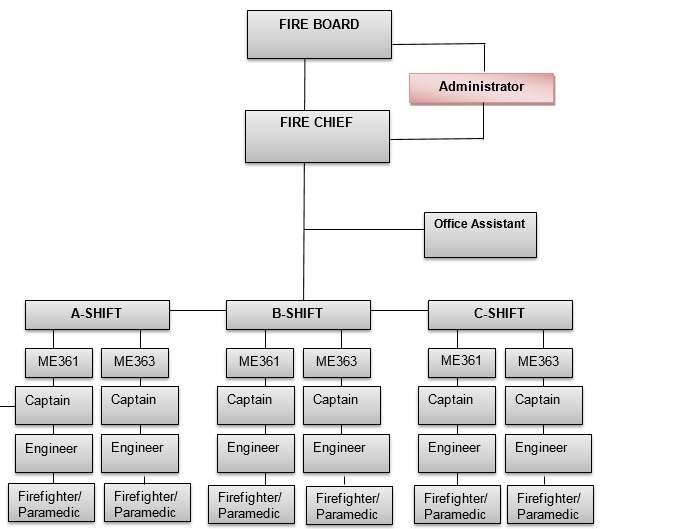 FIRE BOARD
Administrator
FIRE CHIEF
Office Assistant
A-SHIFT B-SHIFT C-SHIFT
ME361 ME363 ME361 ME363 ME361 ME363
Captain Captain Captain Captain Captain Captain
Engineer Engineer Engineer Engineer Engineer Engineer
Firefighter/ Firefighter/ Firefighter/ Firefighter/ Firefighter/ Firefighter/
Paramedic Paramedic Paramedic Paramedic Paramedic Paramedic